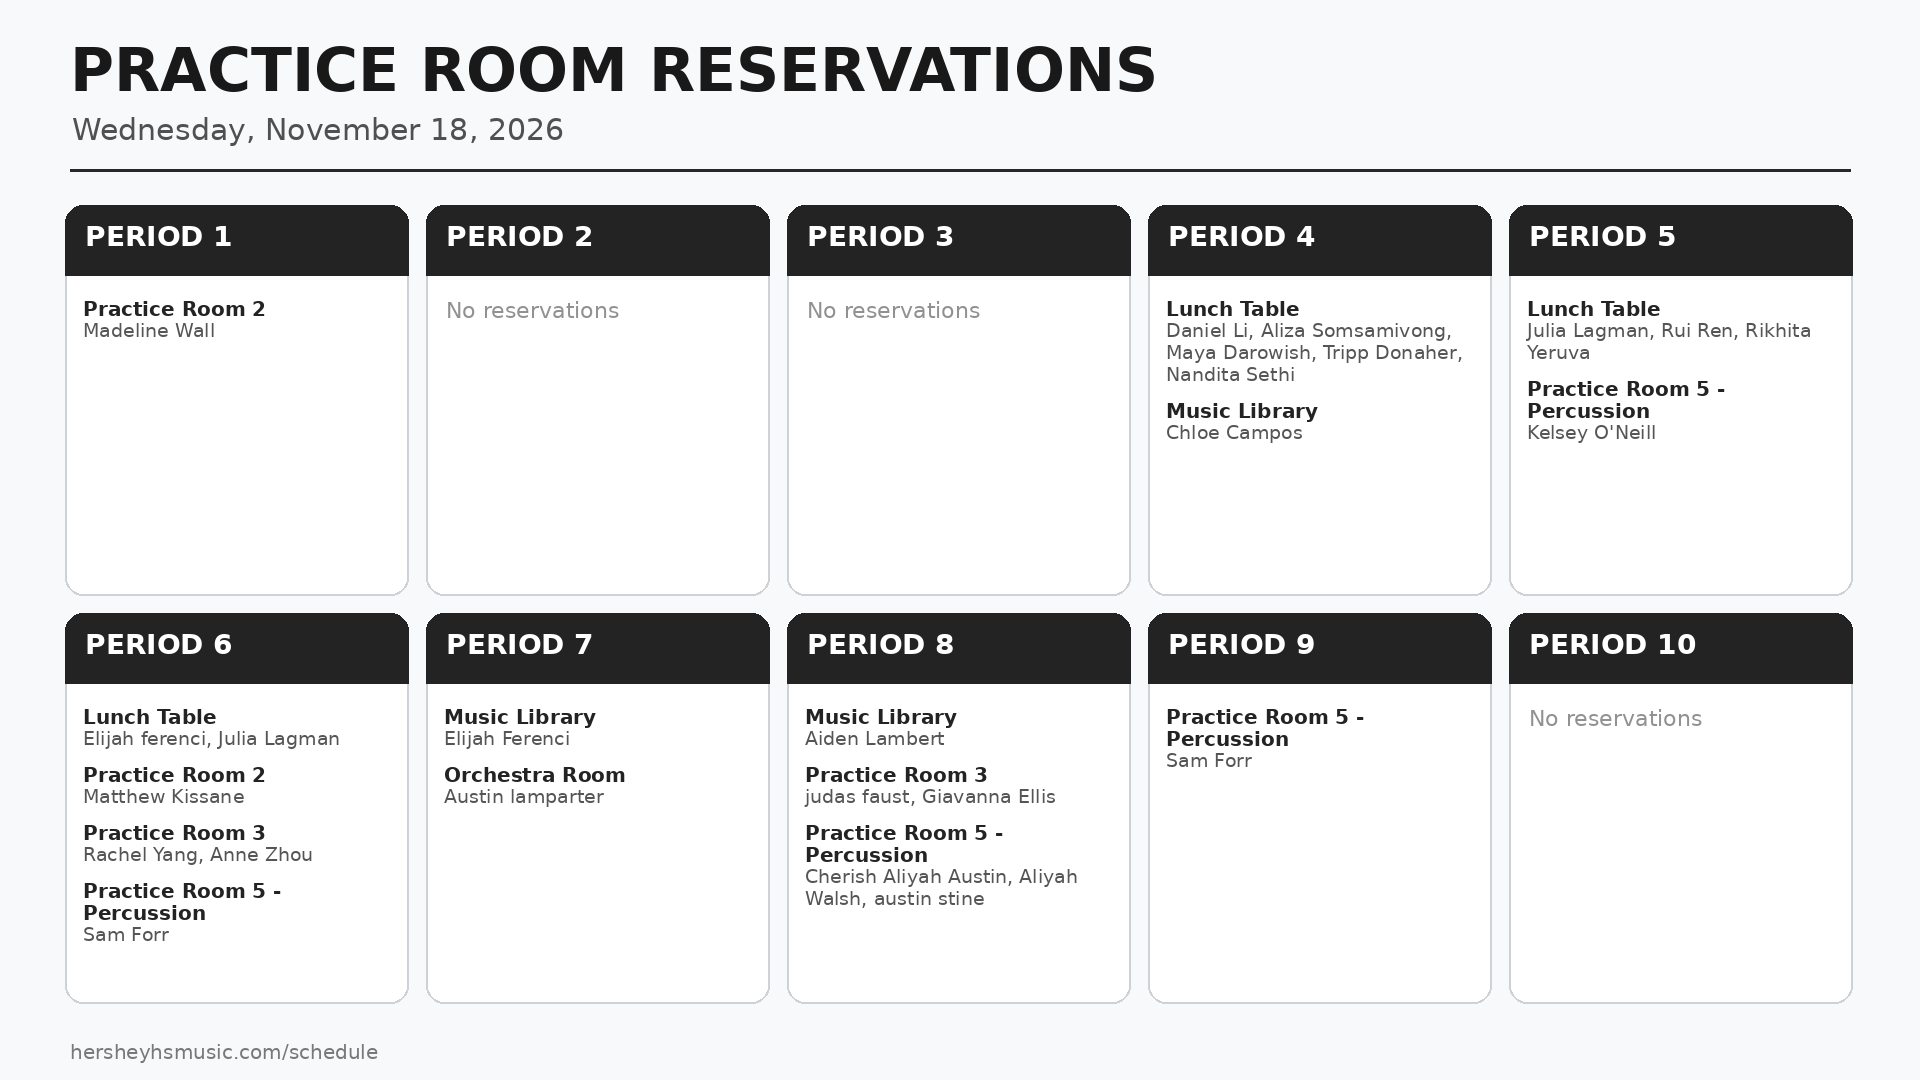 PRACTICE ROOM RESERVATIONS
Wednesday, November 18, 2026
PERIOD 1
Practice Room 2
Madeline Wall
PERIOD 2
No reservations
PERIOD 3
No reservations
PERIOD 4
Lunch Table
Daniel Li, Aliza Somsamivong,
Maya Darowish, Tripp Donaher,
Nandita Sethi
Music Library
Chloe Campos
PERIOD 5
Lunch Table
Julia Lagman, Rui Ren, Rikhita
Yeruva
Practice Room 5 -
Percussion
Kelsey O'Neill
PERIOD 6
Lunch Table
Elijah ferenci, Julia Lagman
Practice Room 2
Matthew Kissane
Practice Room 3
Rachel Yang, Anne Zhou
Practice Room 5 -
Percussion
Sam Forr
PERIOD 7
Music Library
Elijah Ferenci
Orchestra Room
Austin lamparter
PERIOD 8
Music Library
Aiden Lambert
Practice Room 3
judas faust, Giavanna Ellis
Practice Room 5 -
Percussion
Cherish Aliyah Austin, Aliyah
Walsh, austin stine
PERIOD 9
Practice Room 5 -
Percussion
Sam Forr
PERIOD 10
No reservations
hersheyhsmusic.com/schedule